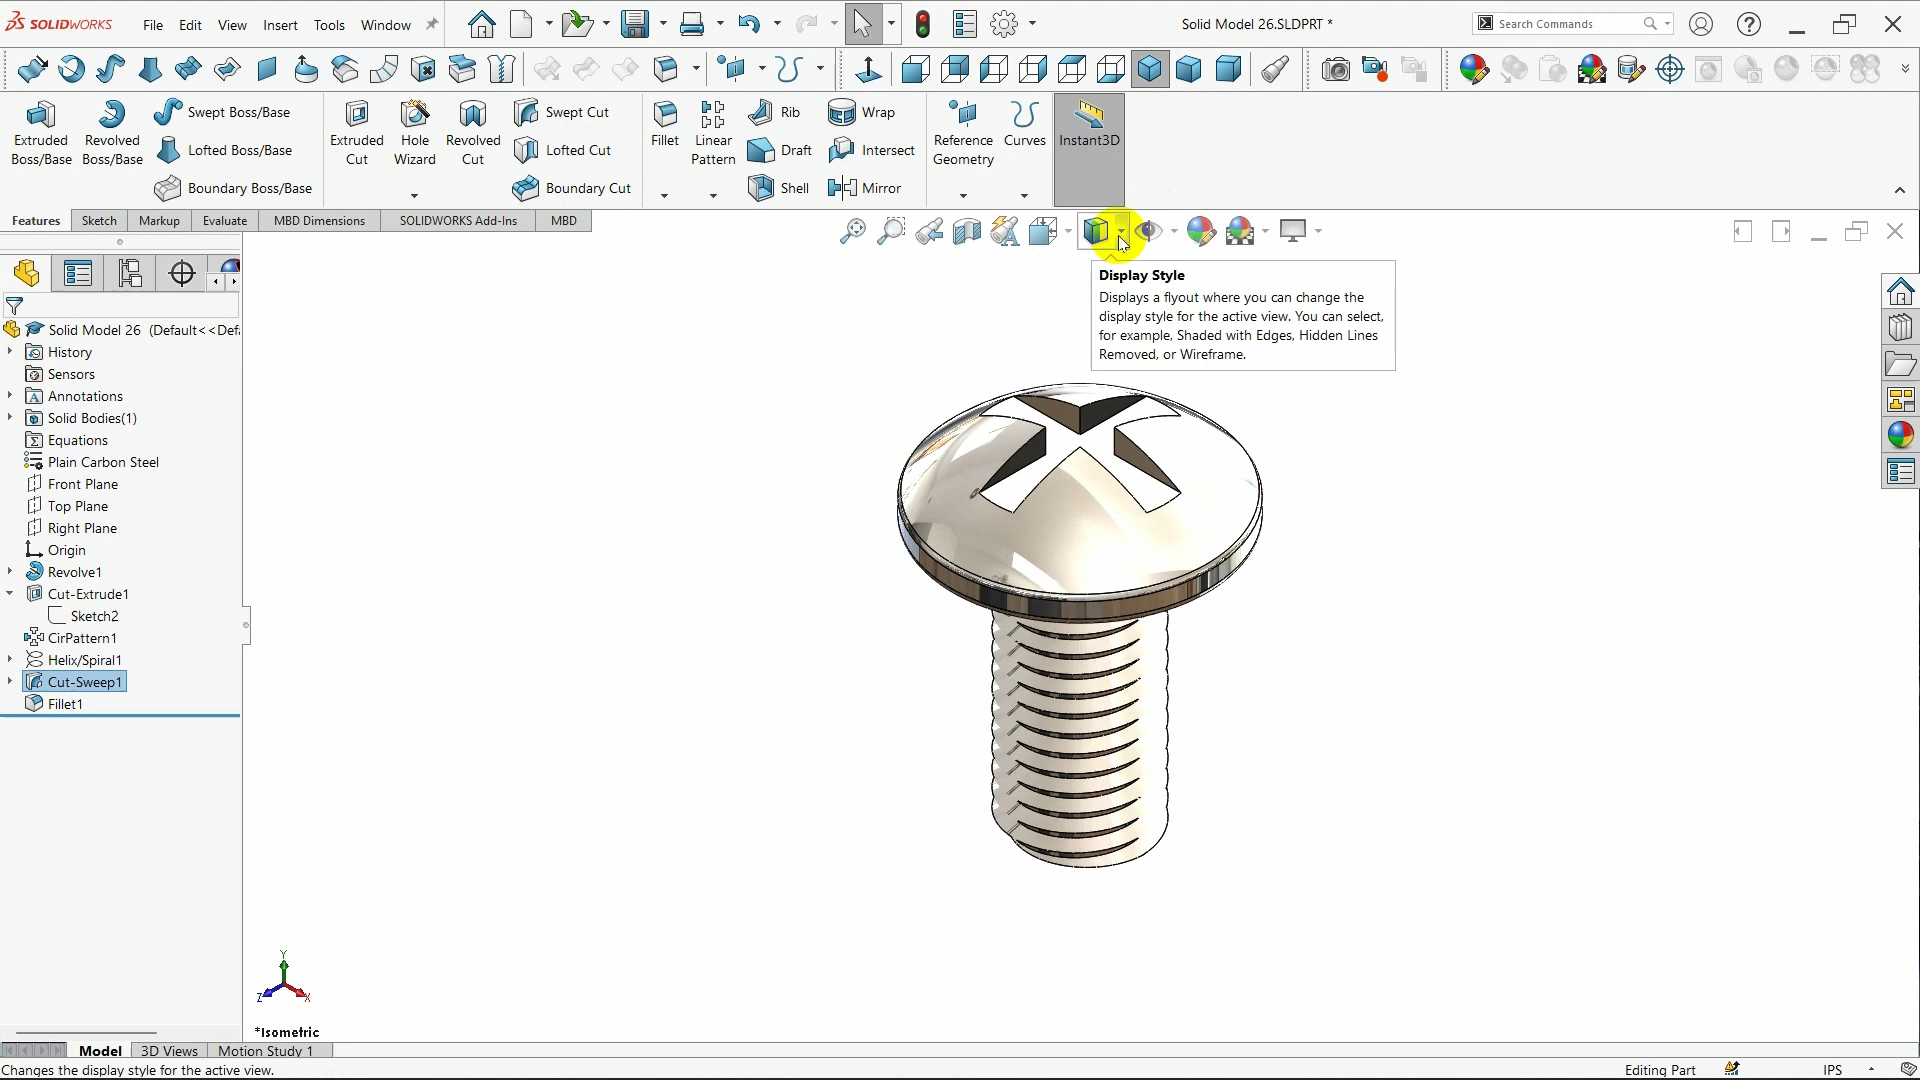 SOLIDWORKS File Edit View Insert Tools Window Solid Model 26.SLDPRT * Search Commands
Extruded Boss/Base
Revolved Boss/Base
Swept Boss/Base
Lofted Boss/Base
Boundary Boss/Base
Extruded Cut
Hole Wizard
Revolved Cut
Swept Cut
Lofted Cut
Boundary Cut
Fillet
Linear Pattern
Rib
Draft
Shell
Wrap
Intersect
Mirror
Reference Geometry
Curves
Instant3D
Features Sketch Markup Evaluate MBD Dimensions SOLIDWORKS Add-Ins MBD
Display Style
Displays a flyout where you can change the
display style for the active view. You can select,
for example, Shaded with Edges, Hidden Lines
Removed, or Wireframe.
Solid Model 26 (Default<<Def
History
Sensors
Annotations
Solid Bodies(1)
Equations
Plain Carbon Steel
Front Plane
Top Plane
Right Plane
Origin
Revolve1
Cut-Extrude1
Sketch2
CirPattern1
Helix/Spiral1
Cut-Sweep1
Fillet1
Y
Z X
*Isometric
Model 3D Views Motion Study 1
Changes the display style for the active view. Editing Part IPS